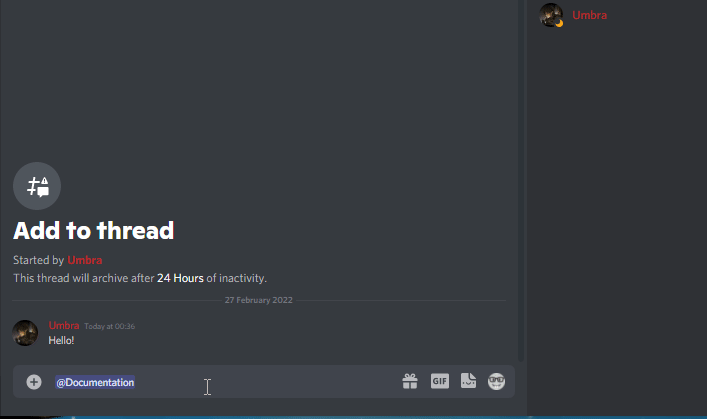 Umbra
Add to thread
Started by Umbra
This thread will archive after 24 Hours of inactivity.
27 February 2022
Umbra Today at 00:36
Hello!
@Documentation
GIF